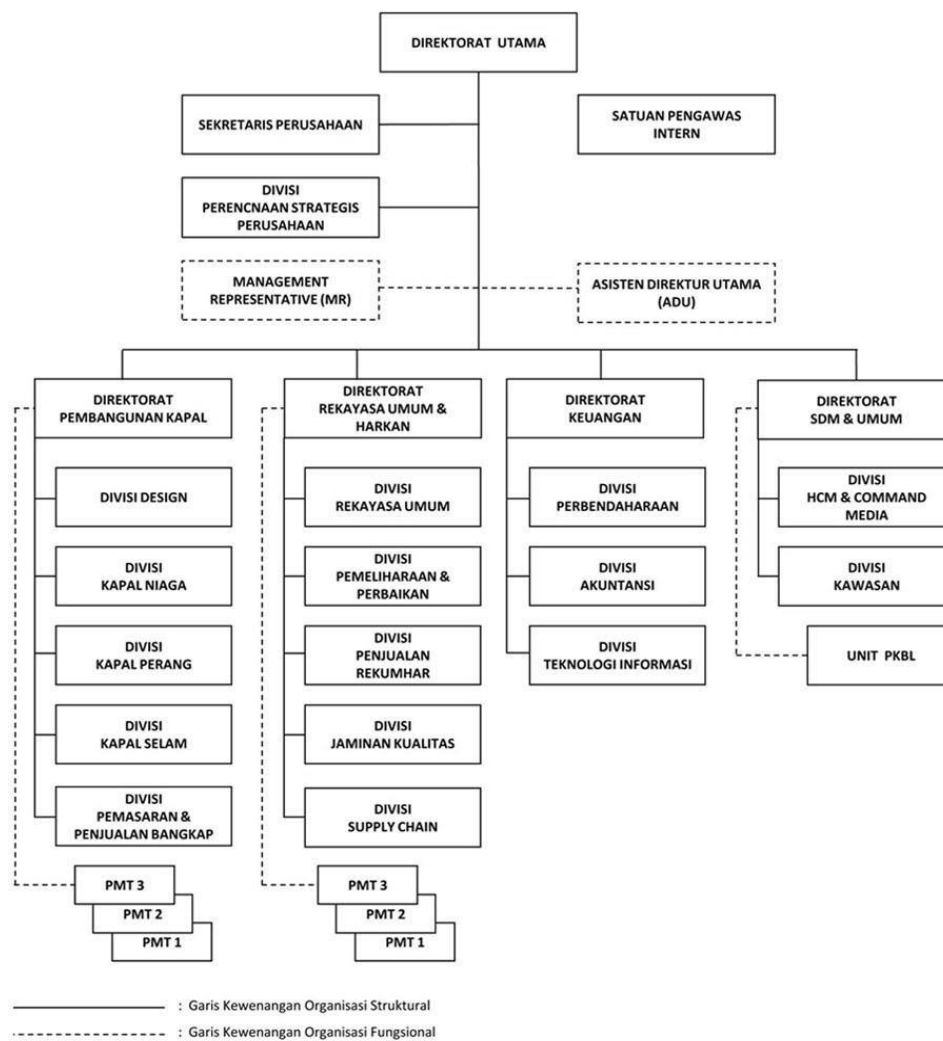 DIREKTORAT UTAMA
SEKRETARIS PERUSAHAAN
SATUAN PENGAWAS
INTERN
DIVISI
PERENCNAAN STRATEGIS
PERUSAHAAN
MANAGEMENT
REPRESENTATIVE (MR)
ASISTEN DIREKTUR UTAMA
(ADU)
DIREKTORAT
PEMBANGUNAN KAPAL
DIREKTORAT
REKAYASA UMUM &
HARKAN
DIREKTORAT
KEUANGAN
DIREKTORAT
SDM & UMUM
DIVISI DESIGN
DIVISI
REKAYASA UMUM
DIVISI
PERBENDAHARAAN
DIVISI
HCM & COMMAND
MEDIA
DIVISI
KAPAL NIAGA
DIVISI
PEMELIHARAAN &
PERBAIKAN
DIVISI
AKUNTANSI
DIVISI
KAWASAN
DIVISI
KAPAL PERANG
DIVISI
PENJUALAN
REKUMHAR
DIVISI
TEKNOLOGI INFORMASI
UNIT PKBL
DIVISI
KAPAL SELAM
DIVISI
JAMINAN KUALITAS
DIVISI
PEMASARAN &
PENJUALAN BANGKAP
DIVISI
SUPPLY CHAIN
PMT 3
PMT 2
PMT 1
PMT 3
PMT 2
PMT 1
: Garis Kewenangan Organisasi Struktural
: Garis Kewenangan Organisasi Fungsional